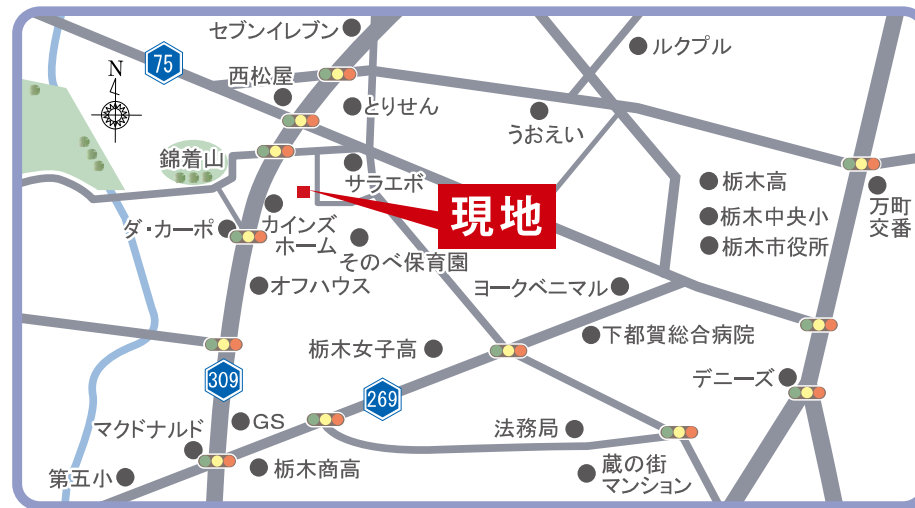 セブンイレブン
ルクプル
75
N
西松屋
とりせん
うおえい
錦着山
サラエボ
栃木高
万町
交番
現地
カインズ
ホーム
栃木中央小
ダ・カーポ
栃木市役所
そのべ保育園
オフハウス
ヨークベニマル
栃木女子高
下都賀総合病院
309
269
デニーズ
マクドナルド
GS
法務局
第五小
栃木商高
蔵の街
マンション